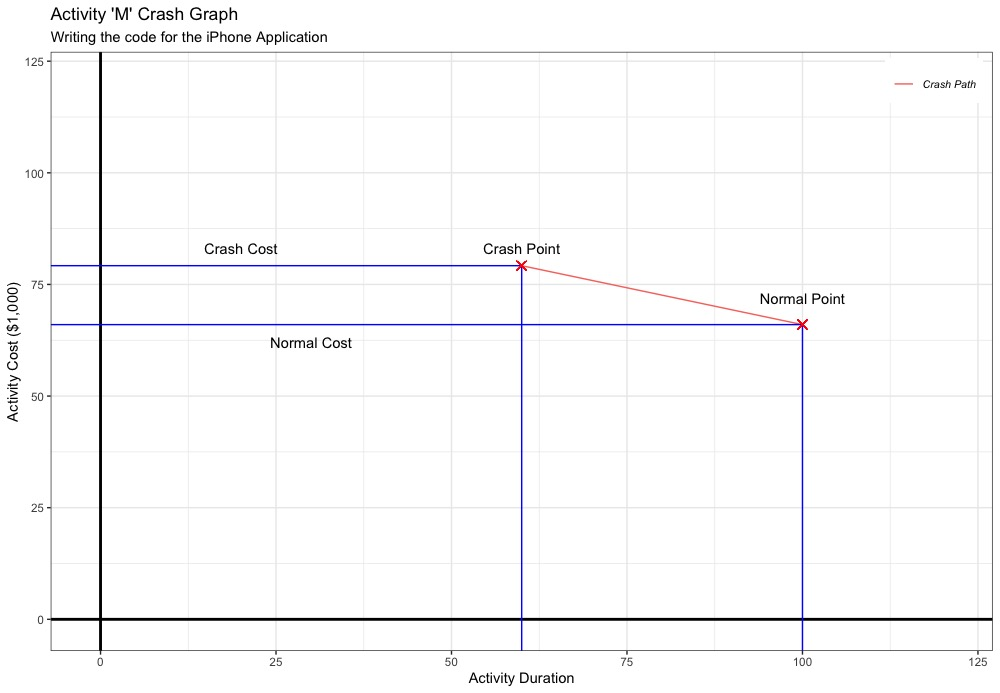 Activity 'M' Crash Graph
Writing the code for the iPhone Application
125
Crash Path
100
Crash Cost
Crash Point
75
Normal Point
Normal Cost
Activity Cost ($1,000)
50
25
0
0 25 50 75 100 125
Activity Duration